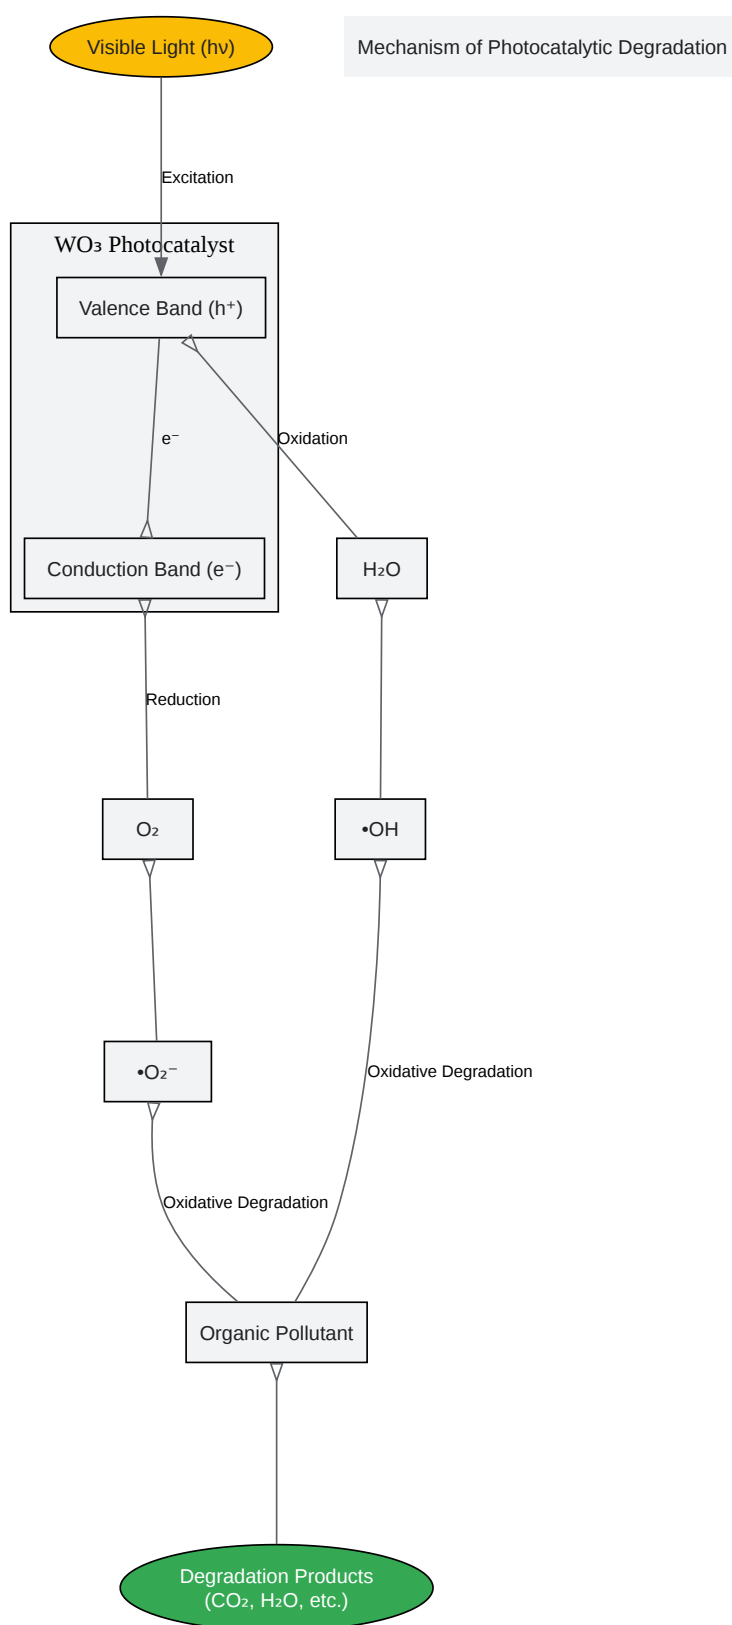 Visible Light (hν)
Mechanism of Photocatalytic Degradation
Excitation
WO₃ Photocatalyst
Valence Band (h⁺)
e⁻
Oxidation
Conduction Band (e⁻)
H₂O
Reduction
O₂
•OH
•O₂⁻
Oxidative Degradation
Oxidative Degradation
Organic Pollutant
Degradation Products
(CO₂, H₂O, etc.)